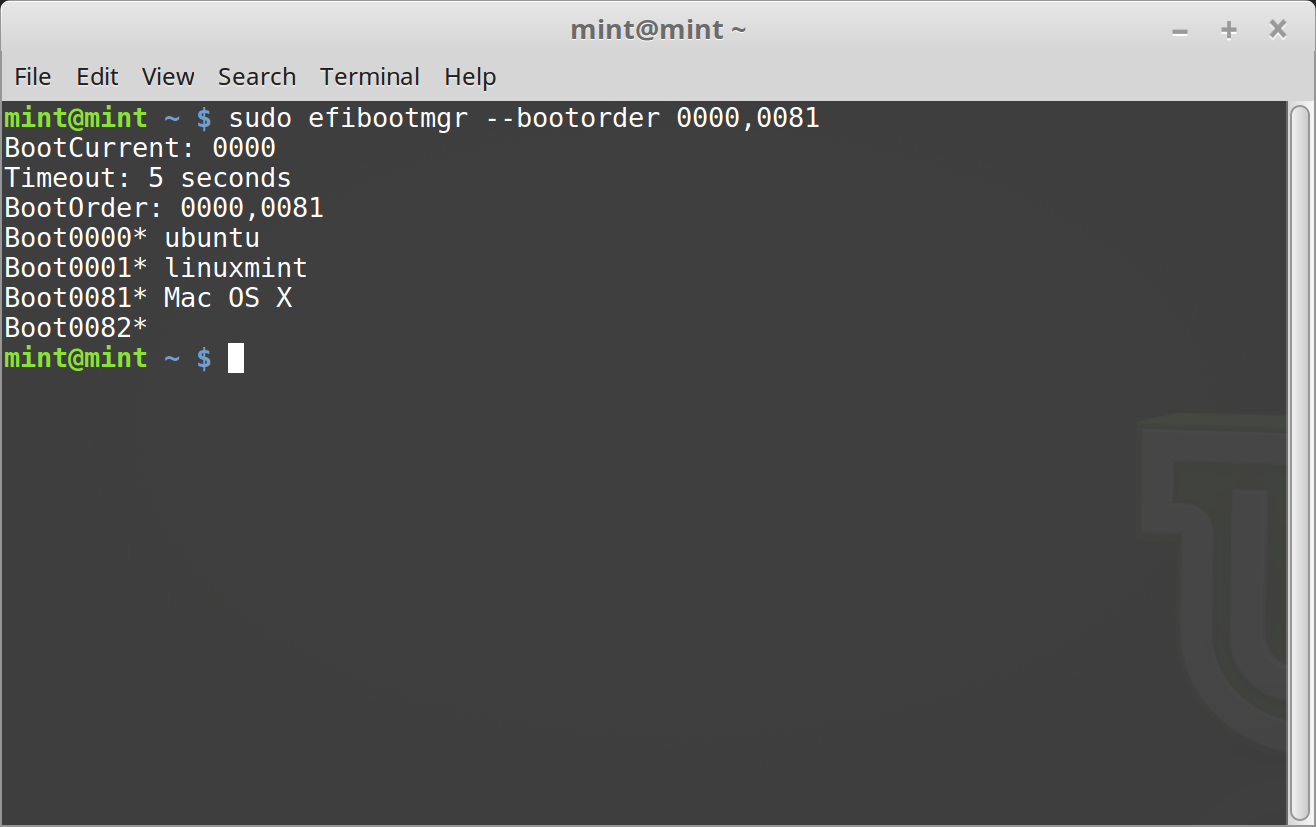 mint@mint ~
File Edit View Search Terminal Help
mint@mint ~ $ sudo efibootmgr --bootorder 0000,0081
BootCurrent: 0000
Timeout: 5 seconds
BootOrder: 0000,0081
Boot0000* ubuntu
Boot0001* linuxmint
Boot0081* Mac OS X
Boot0082*
mint@mint ~ $